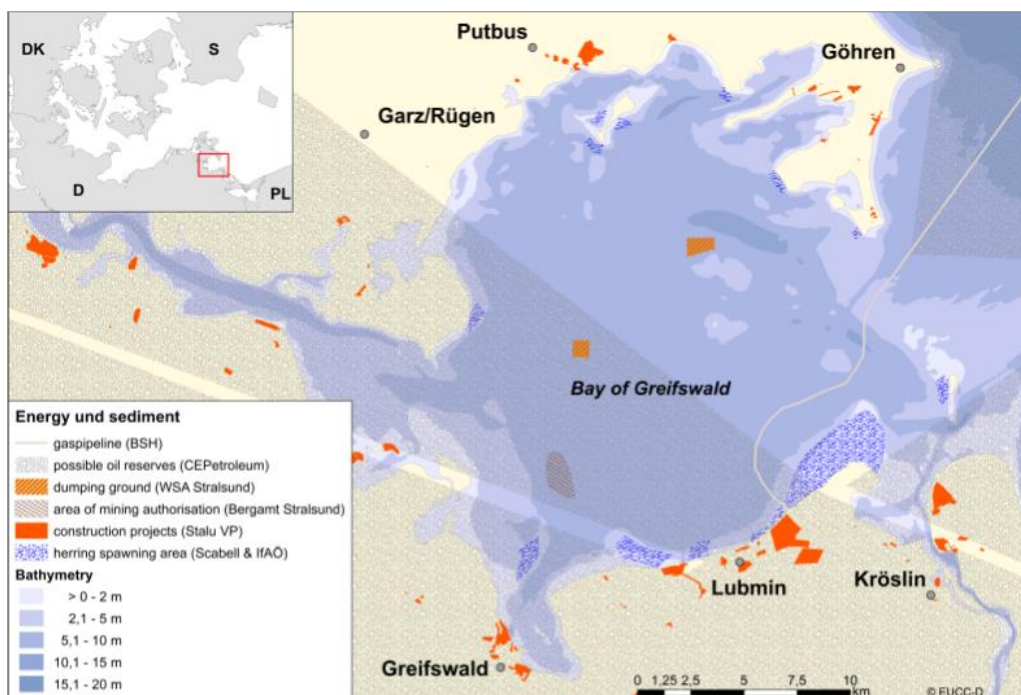 DK
S
D
PL
Putbus
Göhren
Garz/Rügen
Bay of Greifswald
Lubmin
Kröslin
Greifswald
Energy und sediment
gaspipeline (BSH)
possible oil reserves (CEPetroleum)
dumping ground (WSA Stralsund)
area of mining authorisation (Bergamt Stralsund)
construction projects (Stalu VP)
herring spawning area (Scabell & IfAÖ)
Bathymetry
> 0 - 2 m
2,1 - 5 m
5,1 - 10 m
10,1 - 15 m
15,1 - 20 m
0 1,25 2,5 5 7,5 10
km
© EUCC-D